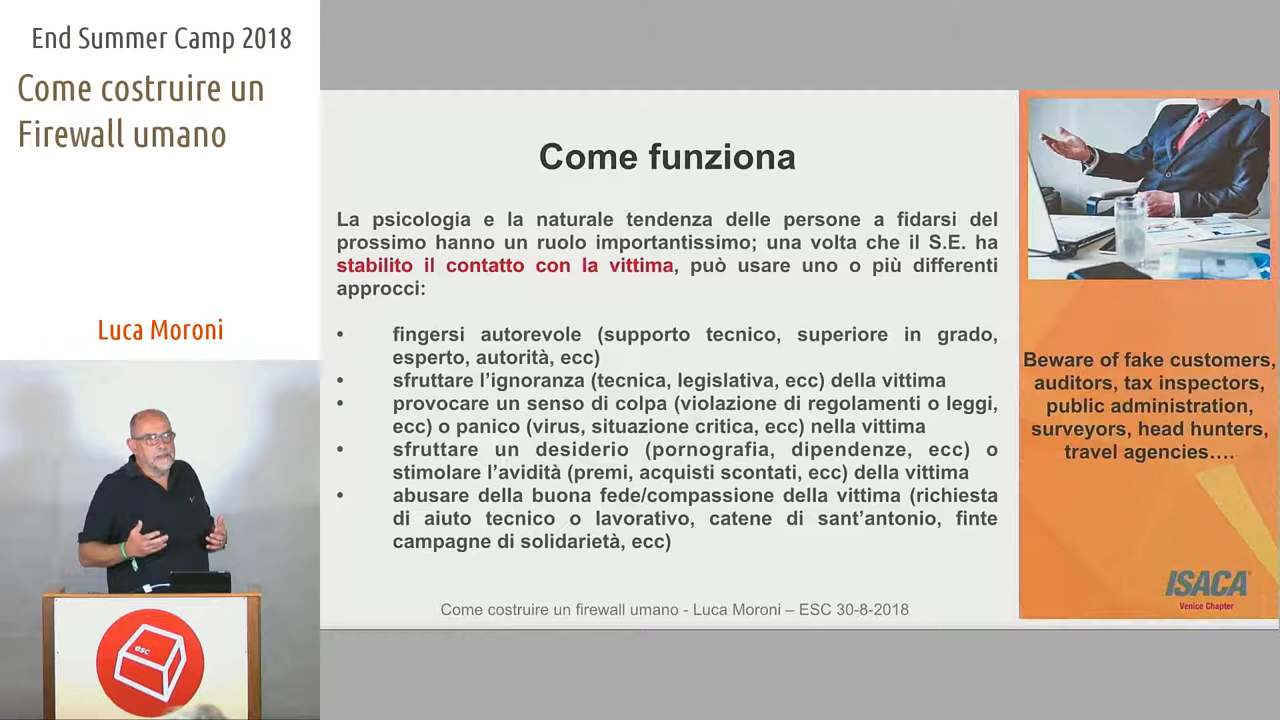 End Summer Camp 2018
Come costruire un
Firewall umano
Luca Moroni
Come funziona
La psicologia e la naturale tendenza delle persone a fidarsi del
prossimo hanno un ruolo importantissimo; una volta che il S.E. ha
stabilito il contatto con la vittima, può usare uno o più differenti
approcci:
• fingersi autorevole (supporto tecnico, superiore in grado,
esperto, autorità, ecc)
• sfruttare l’ignoranza (tecnica, legislativa, ecc) della vittima
• provocare un senso di colpa (violazione di regolamenti o leggi,
ecc) o panico (virus, situazione critica, ecc) nella vittima
• sfruttare un desiderio (pornografia, dipendenze, ecc) o
stimolare l’avidità (premi, acquisti scontati, ecc) della vittima
• abusare della buona fede/compassione della vittima (richiesta
di aiuto tecnico o lavorativo, catene di sant’antonio, finte
campagne di solidarietà, ecc)
Come costruire un firewall umano - Luca Moroni – ESC 30-8-2018
Beware of fake customers,
auditors, tax inspectors,
public administration,
surveyors, head hunters,
travel agencies….
ISACA®
Venice Chapter
esc